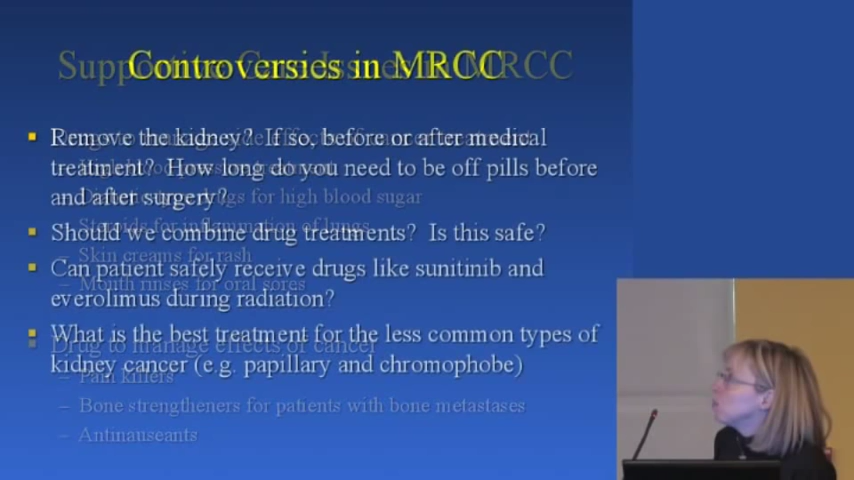 Controversies in MRCC
Supportive Care Issues in MRCC
Remove the kidney? If so, before or after medical
treatment? How long do you need to be off pills before
and after surgery?
Should we combine drug treatments? Is this safe?
Can patient safely receive drugs like sunitinib and
everolimus during radiation?
What is the best treatment for the less common types of
kidney cancer (e.g. papillary and chromophobe)
drugs for high blood sugar
– Steroids for inflammation of lungs
– Skin creams for rash
– Mouth rinses for oral sores
Drug to manage effects of cancer
– Pain killers
– Bone strengtheners for patients with bone metastases
– Antinauseants